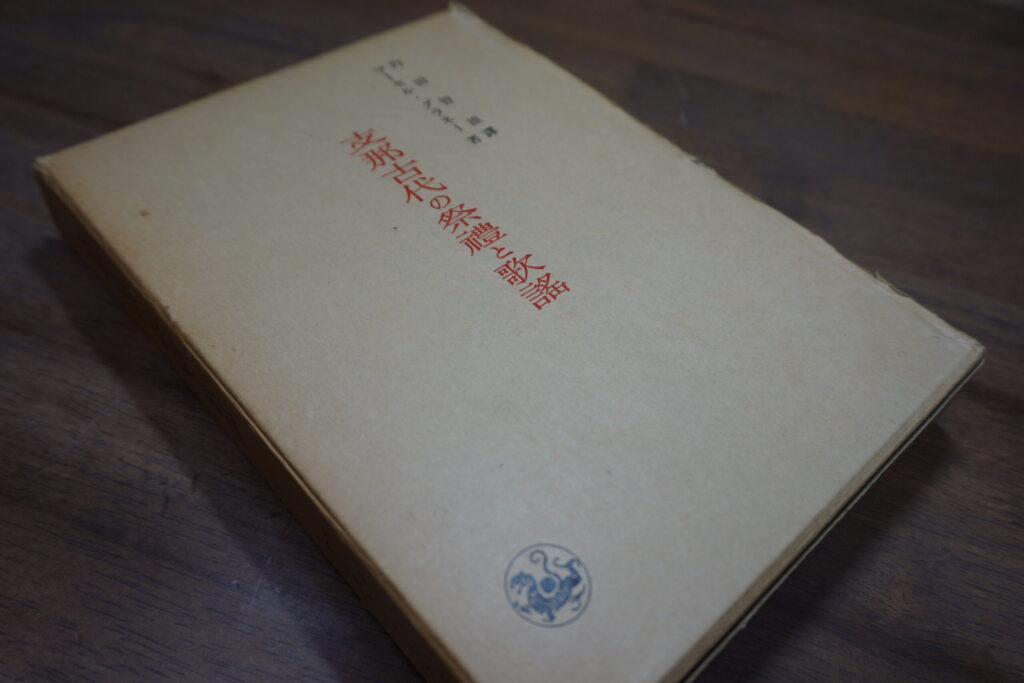 マーセル・グラネー著
内田智雄譯
支那古代の祭禮と歌謠